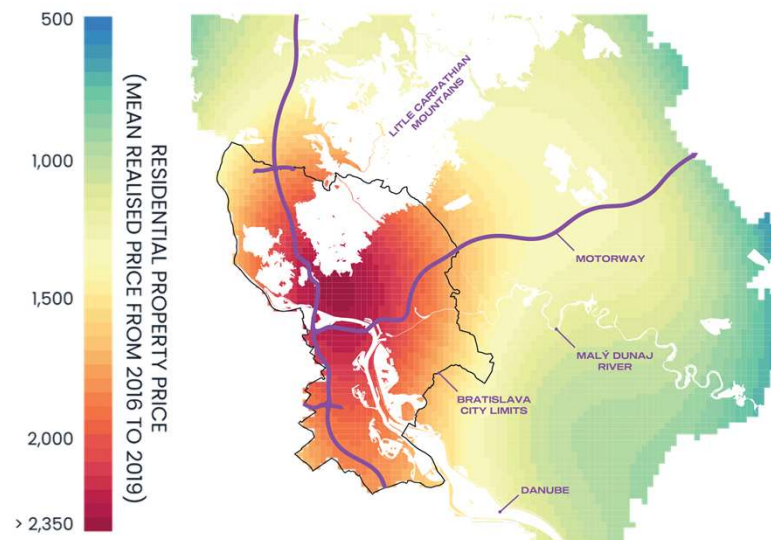 500
1,000
1,500
2,000
> 2,350
RESIDENTIAL PROPERTY PRICE
(MEAN REALISED PRICE FROM 2016 TO 2019)
LITLE CARPATHIAN
MOUNTAINS
MOTORWAY
MALÝ DUNAJ
RIVER
BRATISLAVA
CITY LIMITS
DANUBE